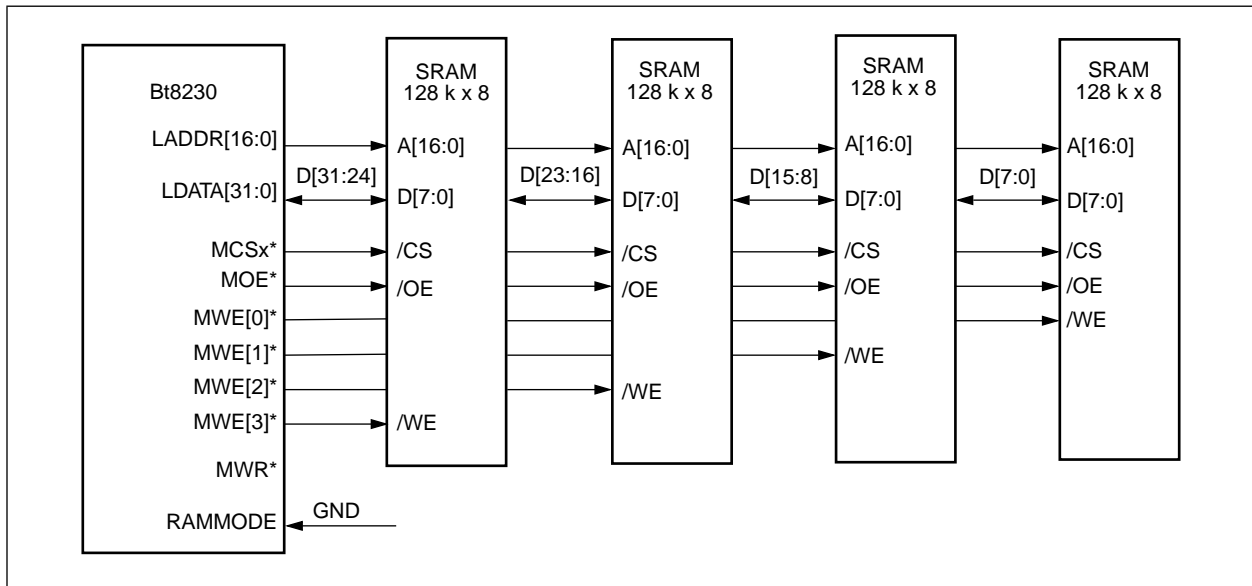 Bt8230
LADDR[16:0]
LDATA[31:0]
MCSx*
MOE*
MWE[0]*
MWE[1]*
MWE[2]*
MWE[3]*
MWR*
RAMMODE
GND
D[31:24]
SRAM
128 k x 8
A[16:0]
D[7:0]
/CS
/OE
/WE
D[23:16]
SRAM
128 k x 8
A[16:0]
D[7:0]
/CS
/OE
/WE
D[15:8]
SRAM
128 k x 8
A[16:0]
D[7:0]
/CS
/OE
/WE
D[7:0]
SRAM
128 k x 8
A[16:0]
D[7:0]
/CS
/OE
/WE